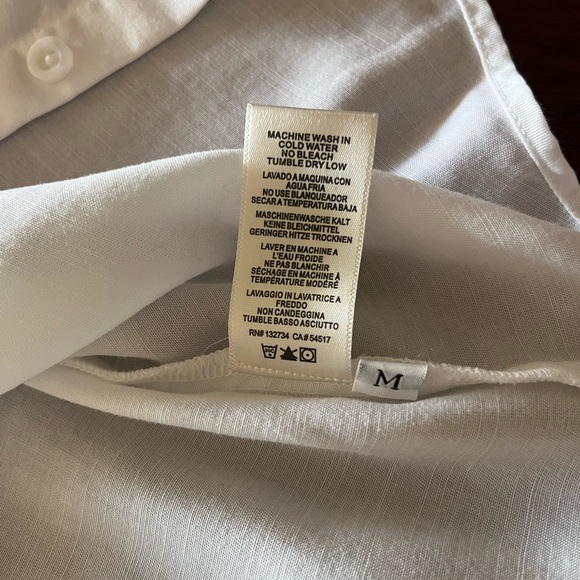 MACHINE WASH IN
COLD WATER
NO BLEACH
TUMBLE DRY LOW
LAVADO A MAQUINA CON
AGUA FRIA
NO USE BLANQUEADOR
SECAR A TEMPERATURA BAJA
MASCHINENWASCHE KALT
KEINE BLEICHMITTEL
GERINGER HITZE TROCKNEN
LAVER EN MACHINE A
L'EAU FROIDE
NE PAS BLANCHIR
SÉCHAGE EN MACHINE À
TEMPÉRATURE MODÉRÉ
LAVAGGIO IN LAVATRICE A
FREDDO
NON CANDEGGINA
TUMBLE BASSO ASCIUTTO
RN# 132734 CA# 54517
M